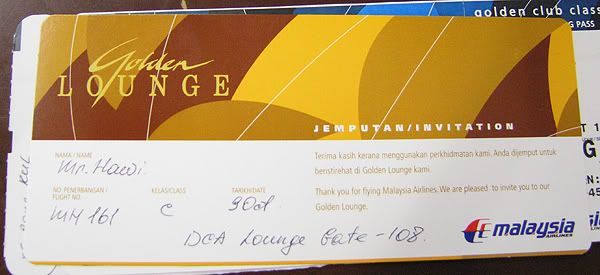 golden club class
G PASS
Golden
LOUNGE
JEMPUTAN/INVITATION
NAMA / NAME
Mr. Hawi.
Terima kasih kerana menggunakan perkhidmatan kami. Anda dijemput untuk
beristirehat di Golden Lounge kami.
NO. PENERBANGAN /
FLIGHT NO.
KELAS/CLASS
TARIKH/DATE
MH 161
C
9 Oct.
Thank you for flying Malaysia Airlines. We are pleased to invite you to our
Golden Lounge.
DCA Lounge Gate - 108.
malaysia
AIRLINES
KUL